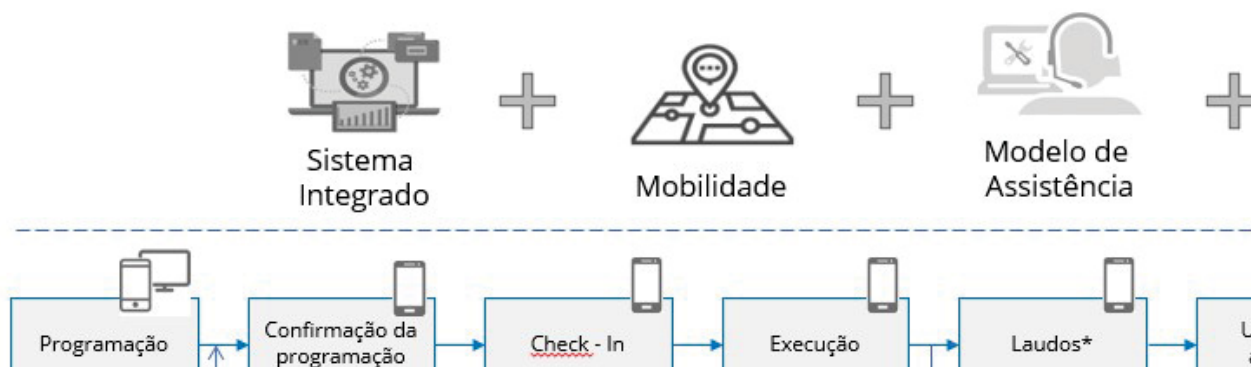 Sistema
Integrado
Mobilidade
Modelo de
Assistência
Programação
Confirmação da
programação
Check - In
Execução
Laudos*